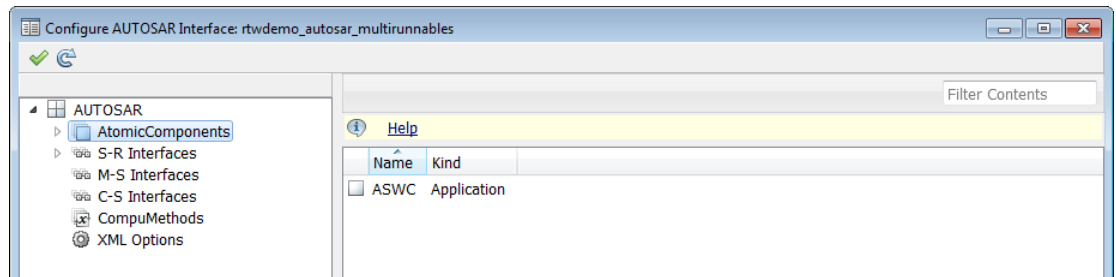 Configure AUTOSAR Interface: rtwdemo_autosar_multirunnables
Filter Contents
AUTOSAR
AtomicComponents
S-R Interfaces
M-S Interfaces
C-S Interfaces
CompuMethods
XML Options
Help
Name Kind
ASWC Application